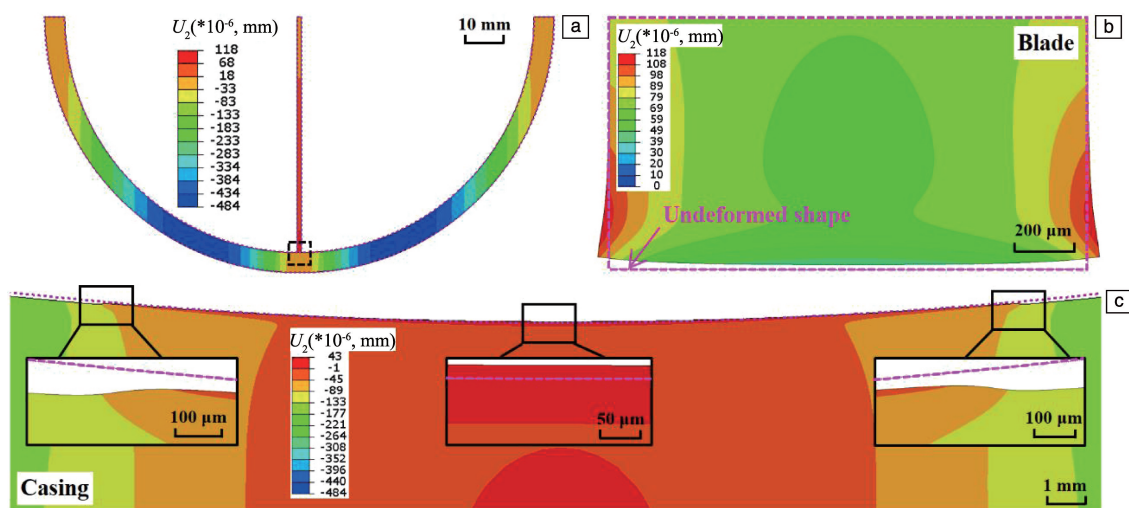 a
10 mm
U2(*10-6, mm)
118
68
18
-33
-83
-133
-183
-233
-283
-334
-384
-434
-484
b
Blade
U2(*10-6, mm)
118
108
98
89
79
69
59
49
39
30
20
10
0
Undeformed shape
200 μm
c
U2(*10-6, mm)
43
-1
-45
-89
-133
-177
-221
-264
-308
-352
-396
-440
-484
100 μm
50 μm
100 μm
Casing
1 mm